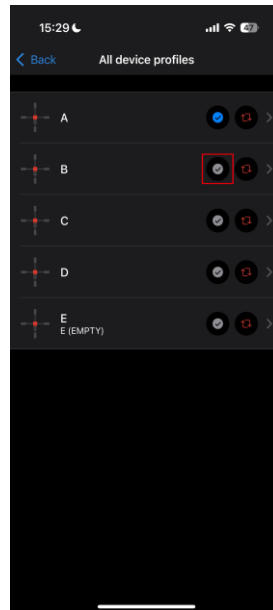 15:29
47
Back
All device profiles
A
B
C
D
E
E (EMPTY)